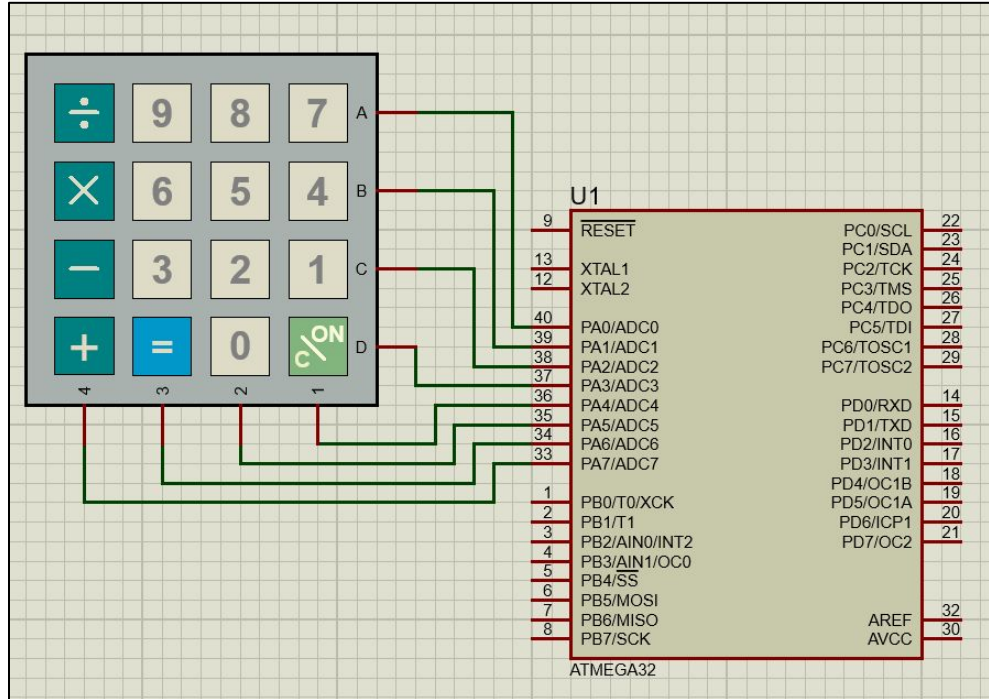 ÷ 9 8 7 A
× 6 5 4 B
− 3 2 1 C
+ = 0 ON/C D
4 3 2 1
U1
9 RESET
13 XTAL1
12 XTAL2
40 PA0/ADC0
39 PA1/ADC1
38 PA2/ADC2
37 PA3/ADC3
36 PA4/ADC4
35 PA5/ADC5
34 PA6/ADC6
33 PA7/ADC7
1 PB0/T0/XCK
2 PB1/T1
3 PB2/AIN0/INT2
4 PB3/AIN1/OC0
5 PB4/SS
6 PB5/MOSI
7 PB6/MISO
8 PB7/SCK
PC0/SCL 22
PC1/SDA 23
PC2/TCK 24
PC3/TMS 25
PC4/TDO 26
PC5/TDI 27
PC6/TOSC1 28
PC7/TOSC2 29
PD0/RXD 14
PD1/TXD 15
PD2/INT0 16
PD3/INT1 17
PD4/OC1B 18
PD5/OC1A 19
PD6/ICP1 20
PD7/OC2 21
AREF 32
AVCC 30
ATMEGA32